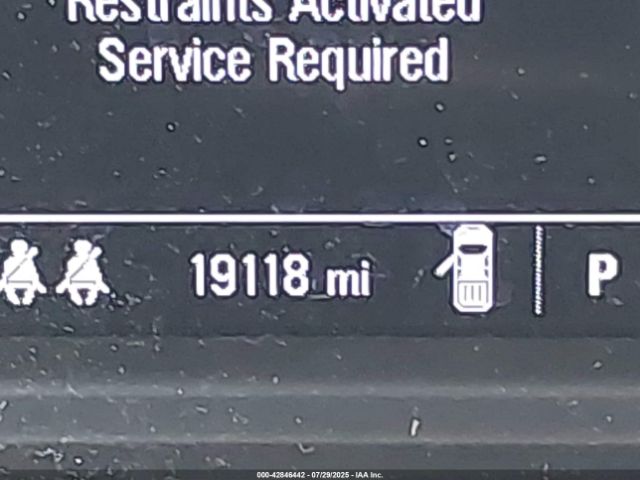 Restraints Activated
Service Required
19118 mi
P
000-42846442 - 07/29/2025 - IAA Inc.